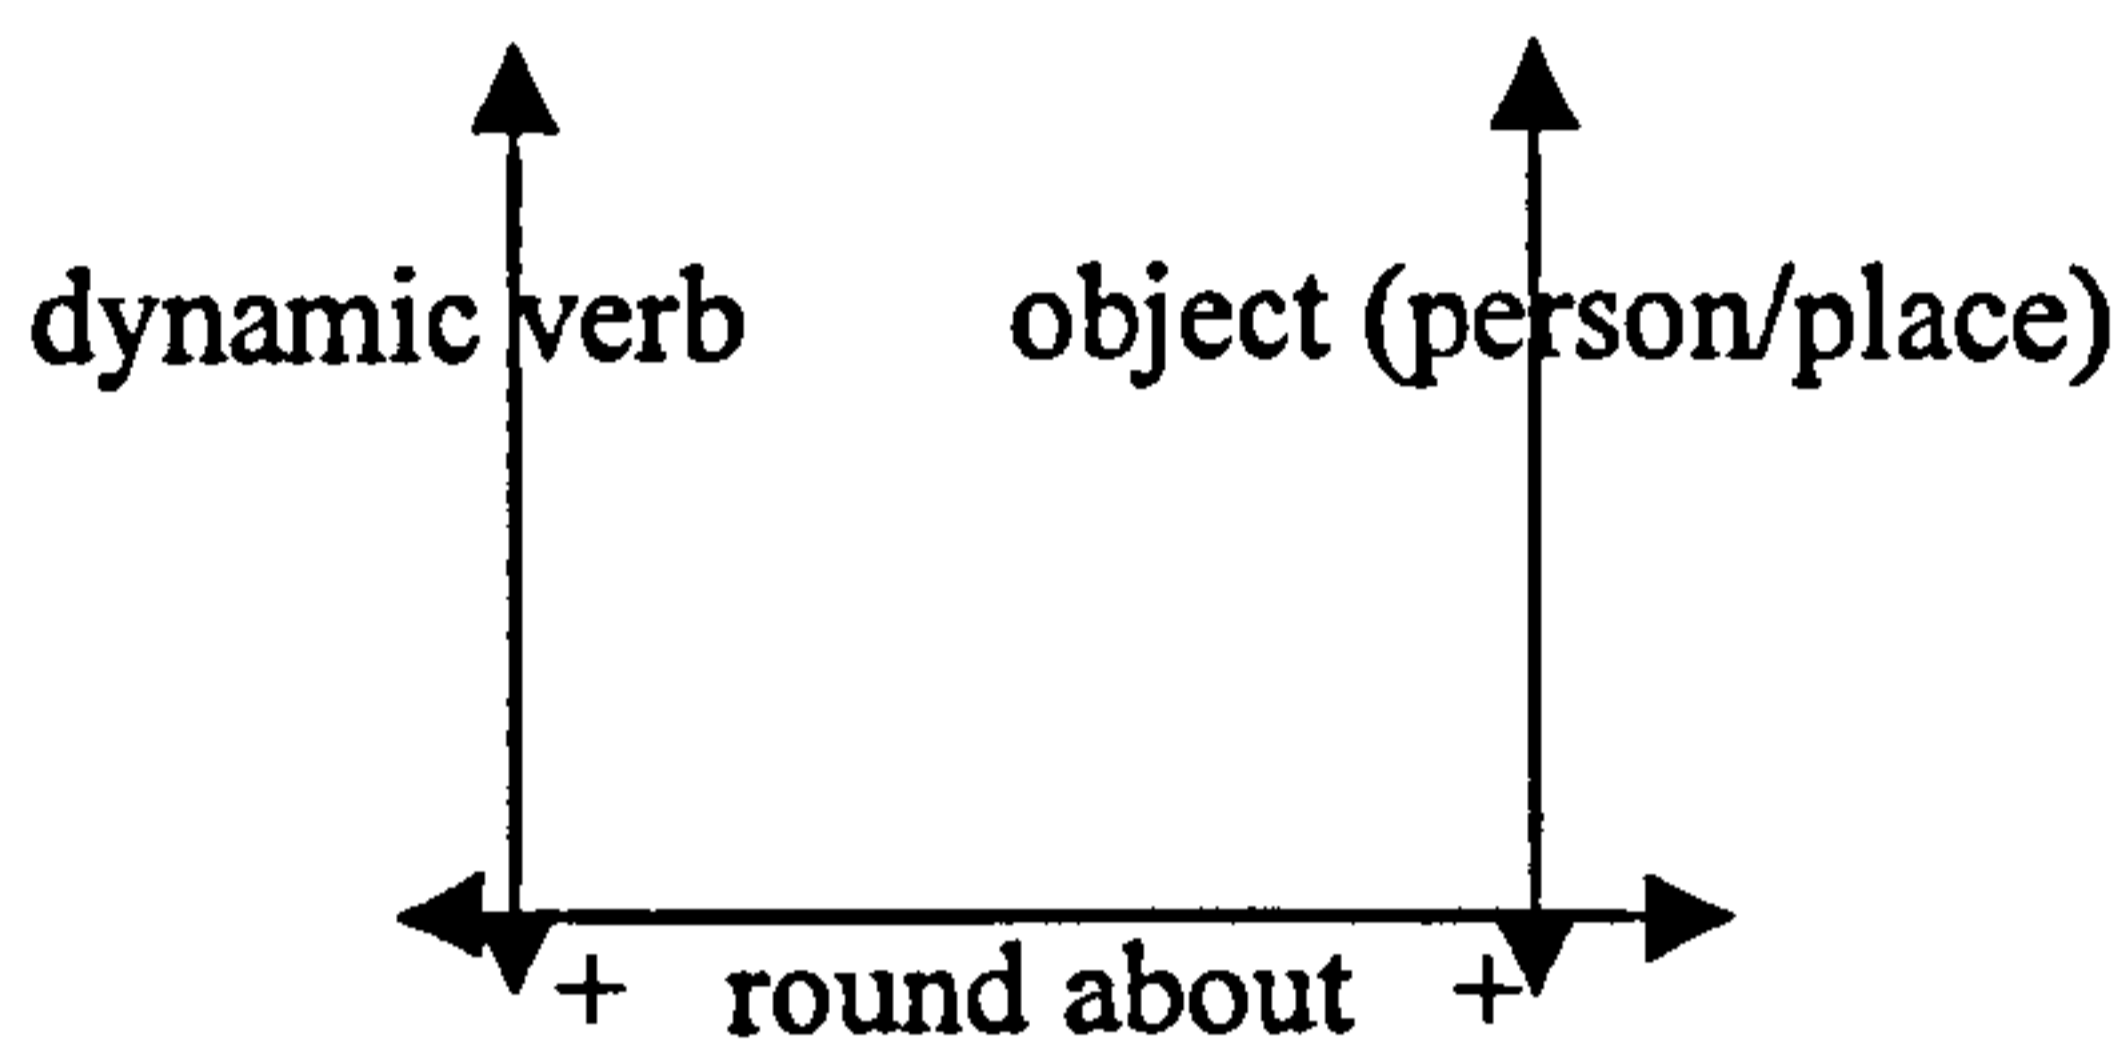 dynamic verb object (person/place)
+ round about +